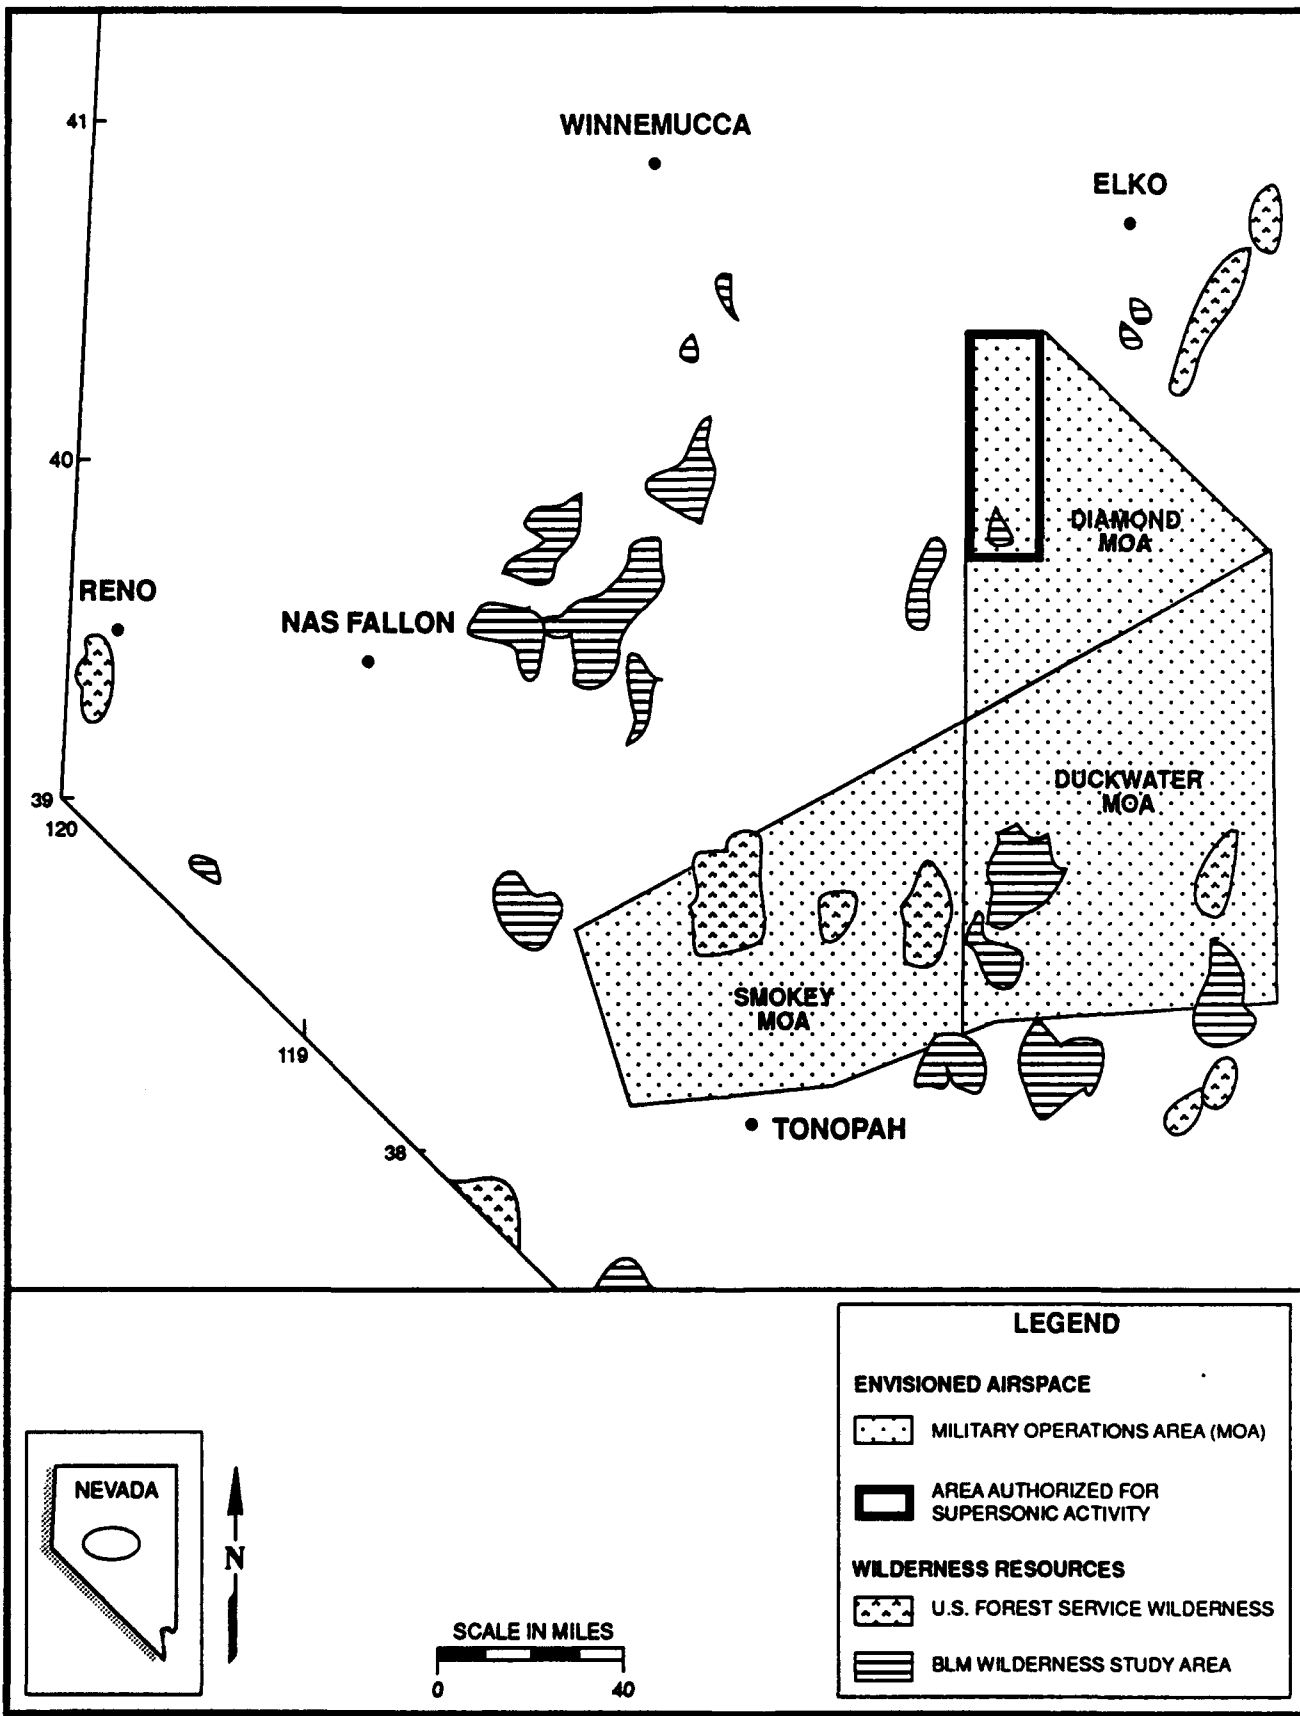 41
WINNEMUCCA
ELKO
40
DIAMOND
MOA
RENO
NAS FALLON
DUCKWATER
MOA
39
120
SMOKEY
MOA
119
TONOPAH
38
LEGEND
ENVISIONED AIRSPACE
MILITARY OPERATIONS AREA (MOA)
AREA AUTHORIZED FOR
SUPERSONIC ACTIVITY
WILDERNESS RESOURCES
U.S. FOREST SERVICE WILDERNESS
BLM WILDERNESS STUDY AREA
NEVADA
N
SCALE IN MILES
0 40